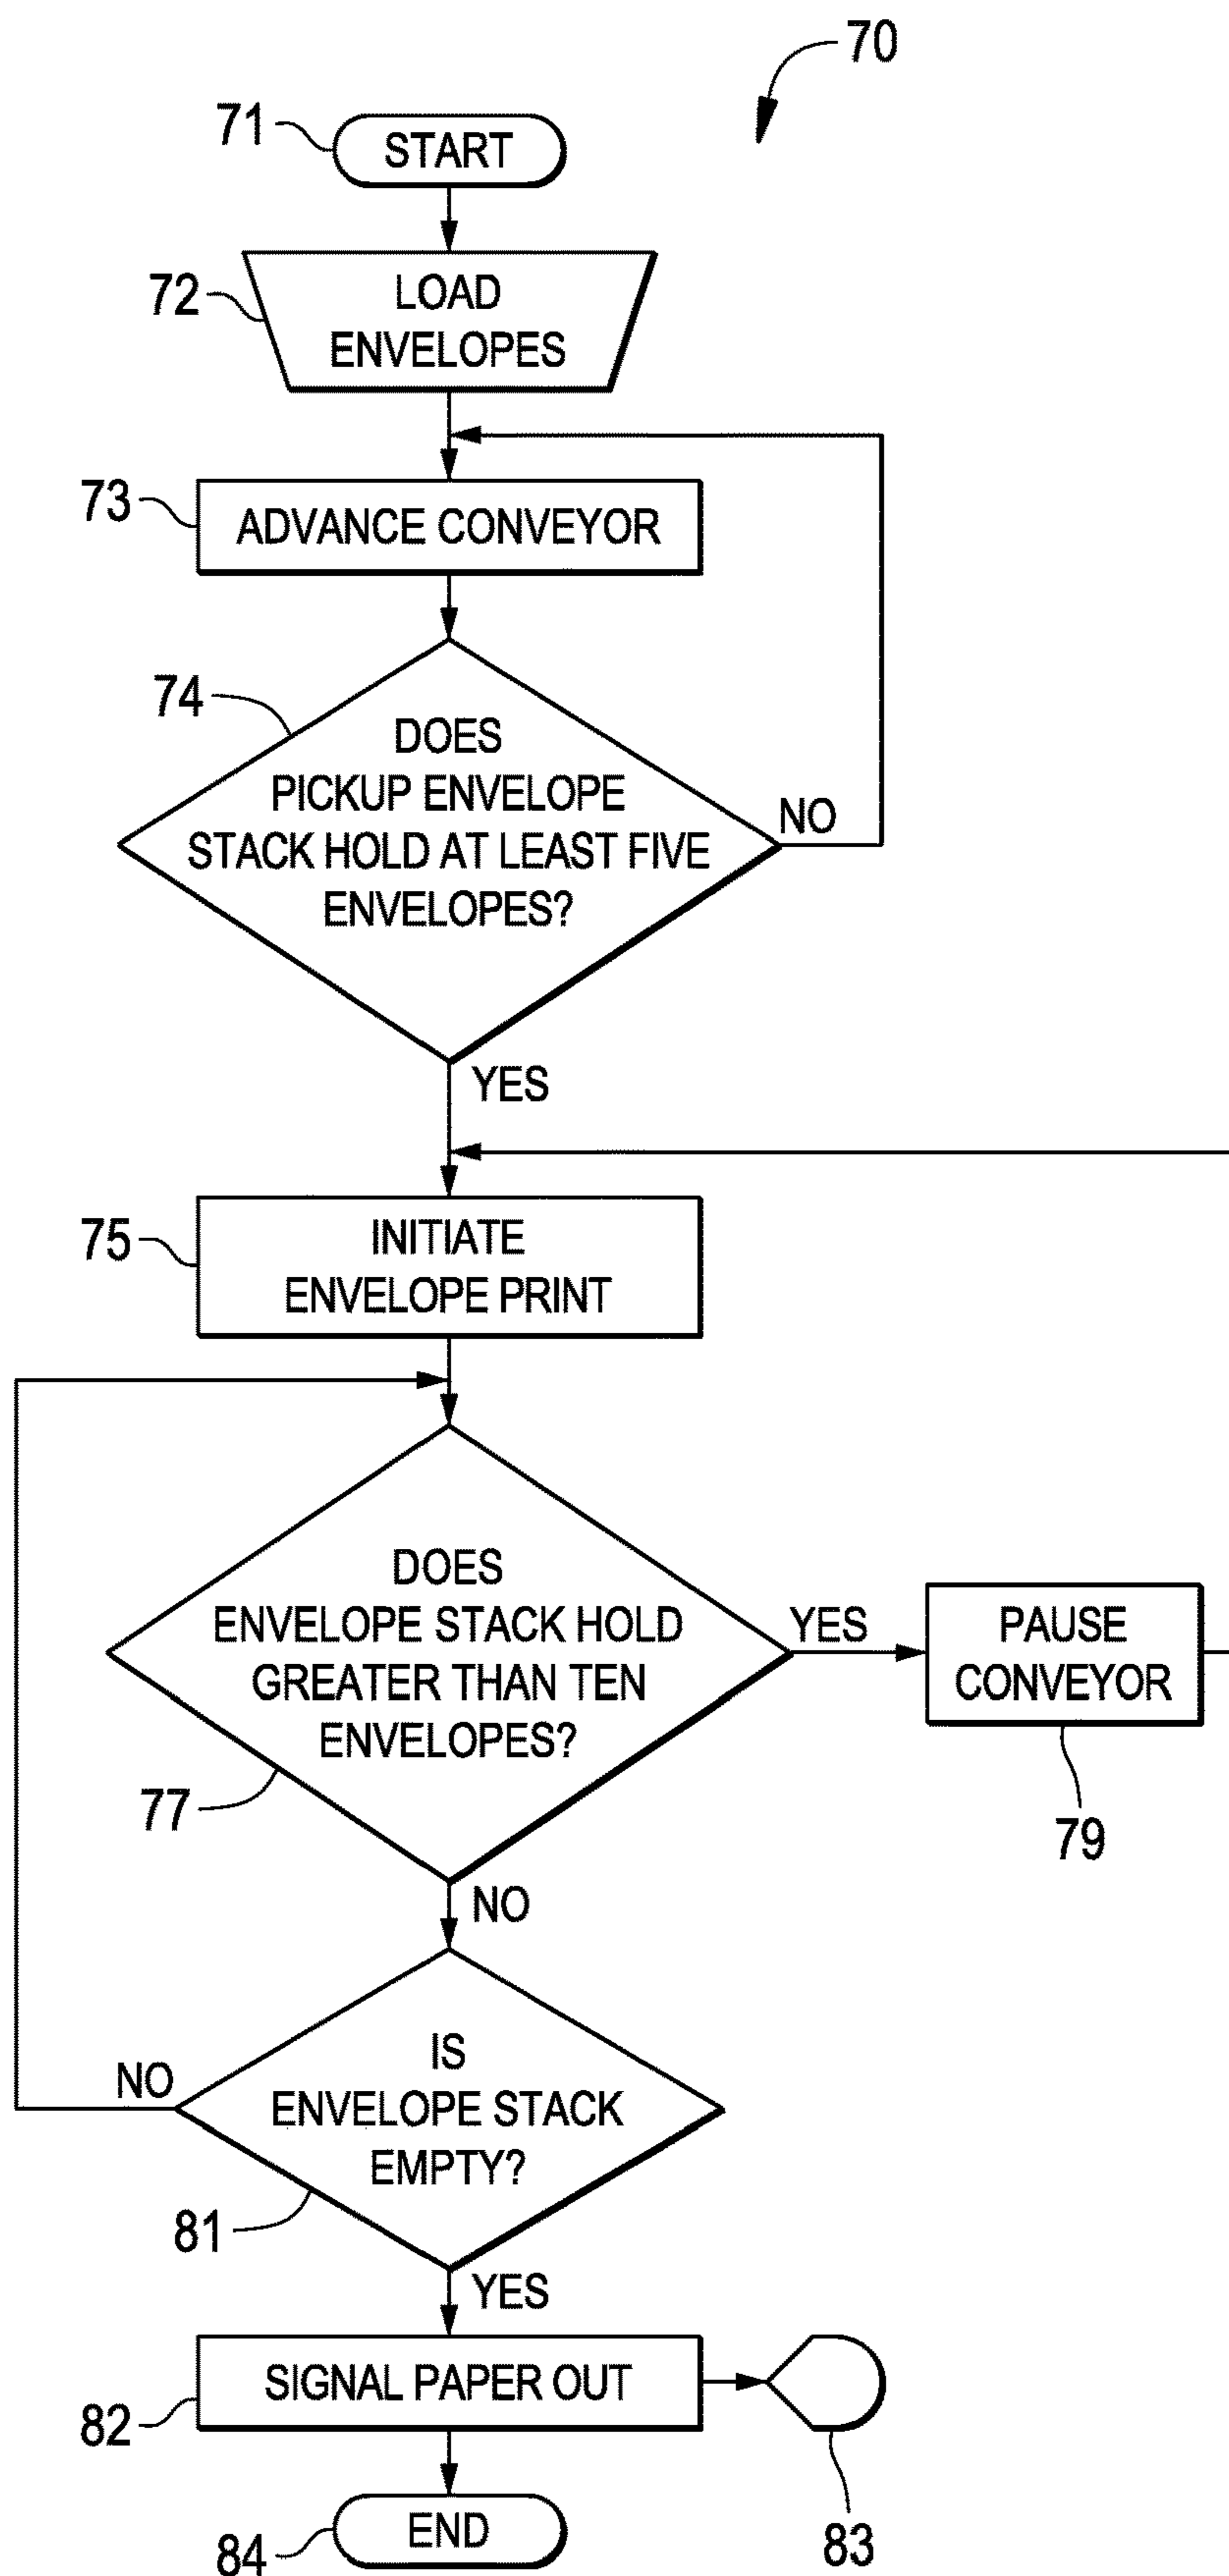 70
71
START
72
LOAD
ENVELOPES
73
ADVANCE CONVEYOR
74
DOES
PICKUP ENVELOPE
STACK HOLD AT LEAST FIVE
ENVELOPES?
NO
YES
75
INITIATE
ENVELOPE PRINT
DOES
ENVELOPE STACK HOLD
GREATER THAN TEN
ENVELOPES?
77
YES
PAUSE
CONVEYOR
79
NO
IS
ENVELOPE STACK
EMPTY?
NO
81
YES
SIGNAL PAPER OUT
82
83
END
84